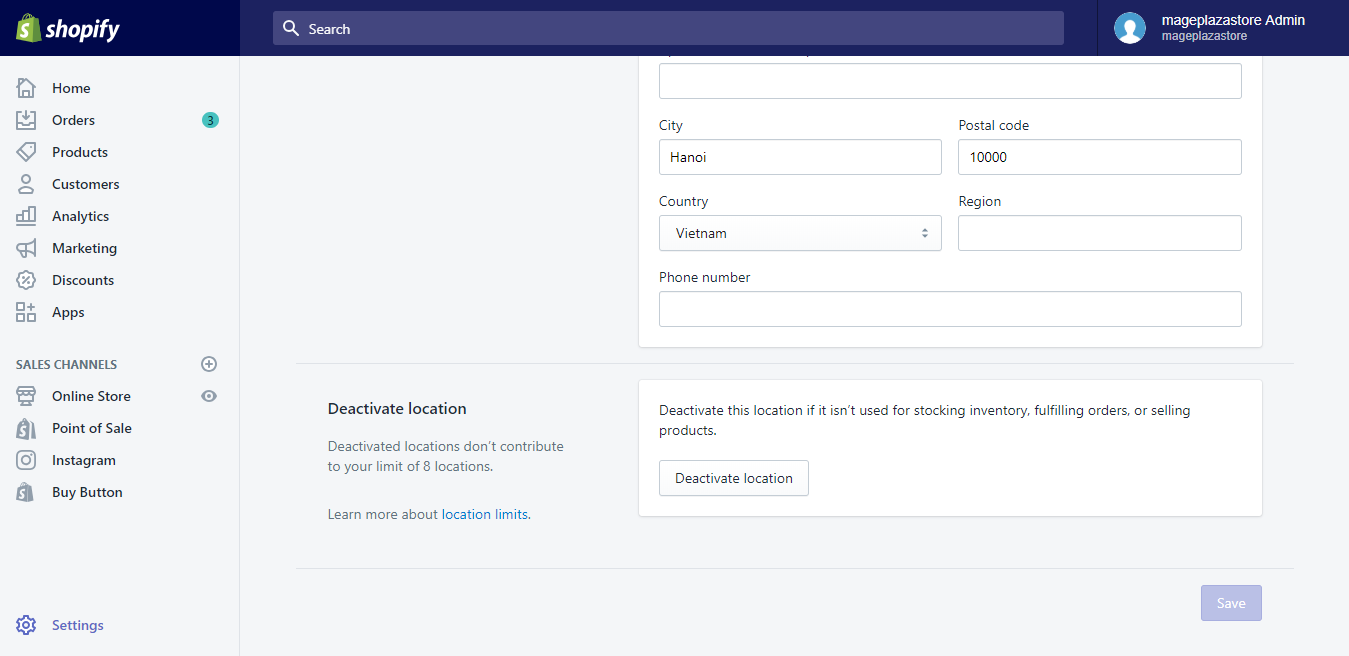 shopify
Search
mageplazastore Admin
mageplazastore
Home
Orders
3
Products
Customers
Analytics
Marketing
Discounts
Apps
SALES CHANNELS
Online Store
Point of Sale
Instagram
Buy Button
Settings
City
Postal code
Hanoi
10000
Country
Region
Vietnam
Phone number
Deactivate location
Deactivated locations don't contribute
to your limit of 8 locations.
Learn more about location limits.
Deactivate this location if it isn't used for stocking inventory, fulfilling orders, or selling
products.
Deactivate location
Save